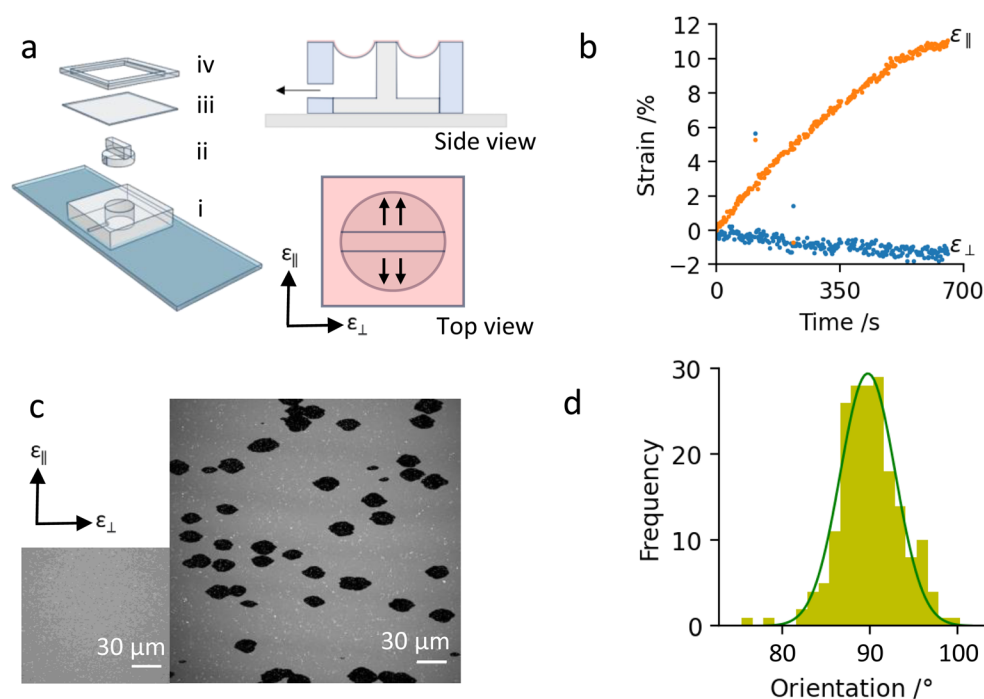 a
iv
iii
ii
i
Side view
ε∥
ε⊥
Top view
b
Strain /%
12
10
8
6
4
2
0
−2
0
350
700
Time /s
ε∥
ε⊥
c
ε∥
ε⊥
30 μm
30 μm
d
Frequency
30
20
10
0
80
90
100
Orientation /°